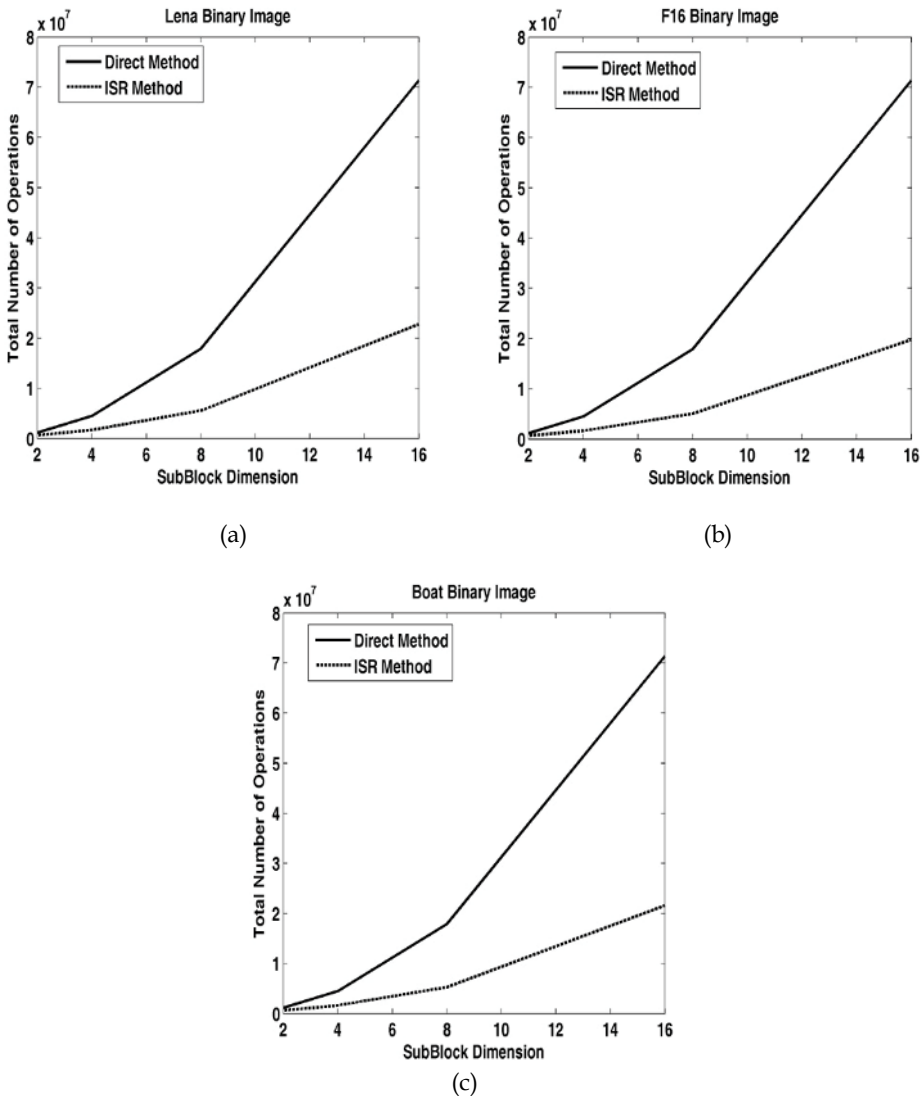 Lena Binary Image
x 10^7
8
7
6
5
4
3
2
1
0
Total Number of Operations
Direct Method
ISR Method
2 4 6 8 10 12 14 16
SubBlock Dimension
(a)
F16 Binary Image
x 10^7
8
7
6
5
4
3
2
1
0
Total Number of Operations
Direct Method
ISR Method
2 4 6 8 10 12 14 16
SubBlock Dimension
(b)
Boat Binary Image
x 10^7
8
7
6
5
4
3
2
1
0
Total Number of Operations
Direct Method
ISR Method
2 4 6 8 10 12 14 16
SubBlock Dimension
(c)